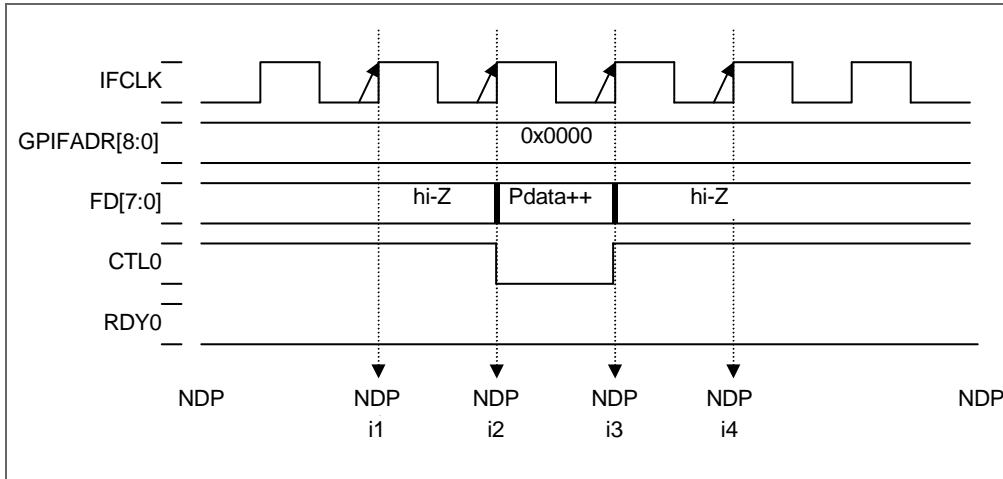 IFCLK
GPIFADR[8:0]
0x0000
FD[7:0]
hi-Z
Pdata++
hi-Z
CTL0
RDY0
NDP NDP NDP NDP NDP NDP
i1 i2 i3 i4